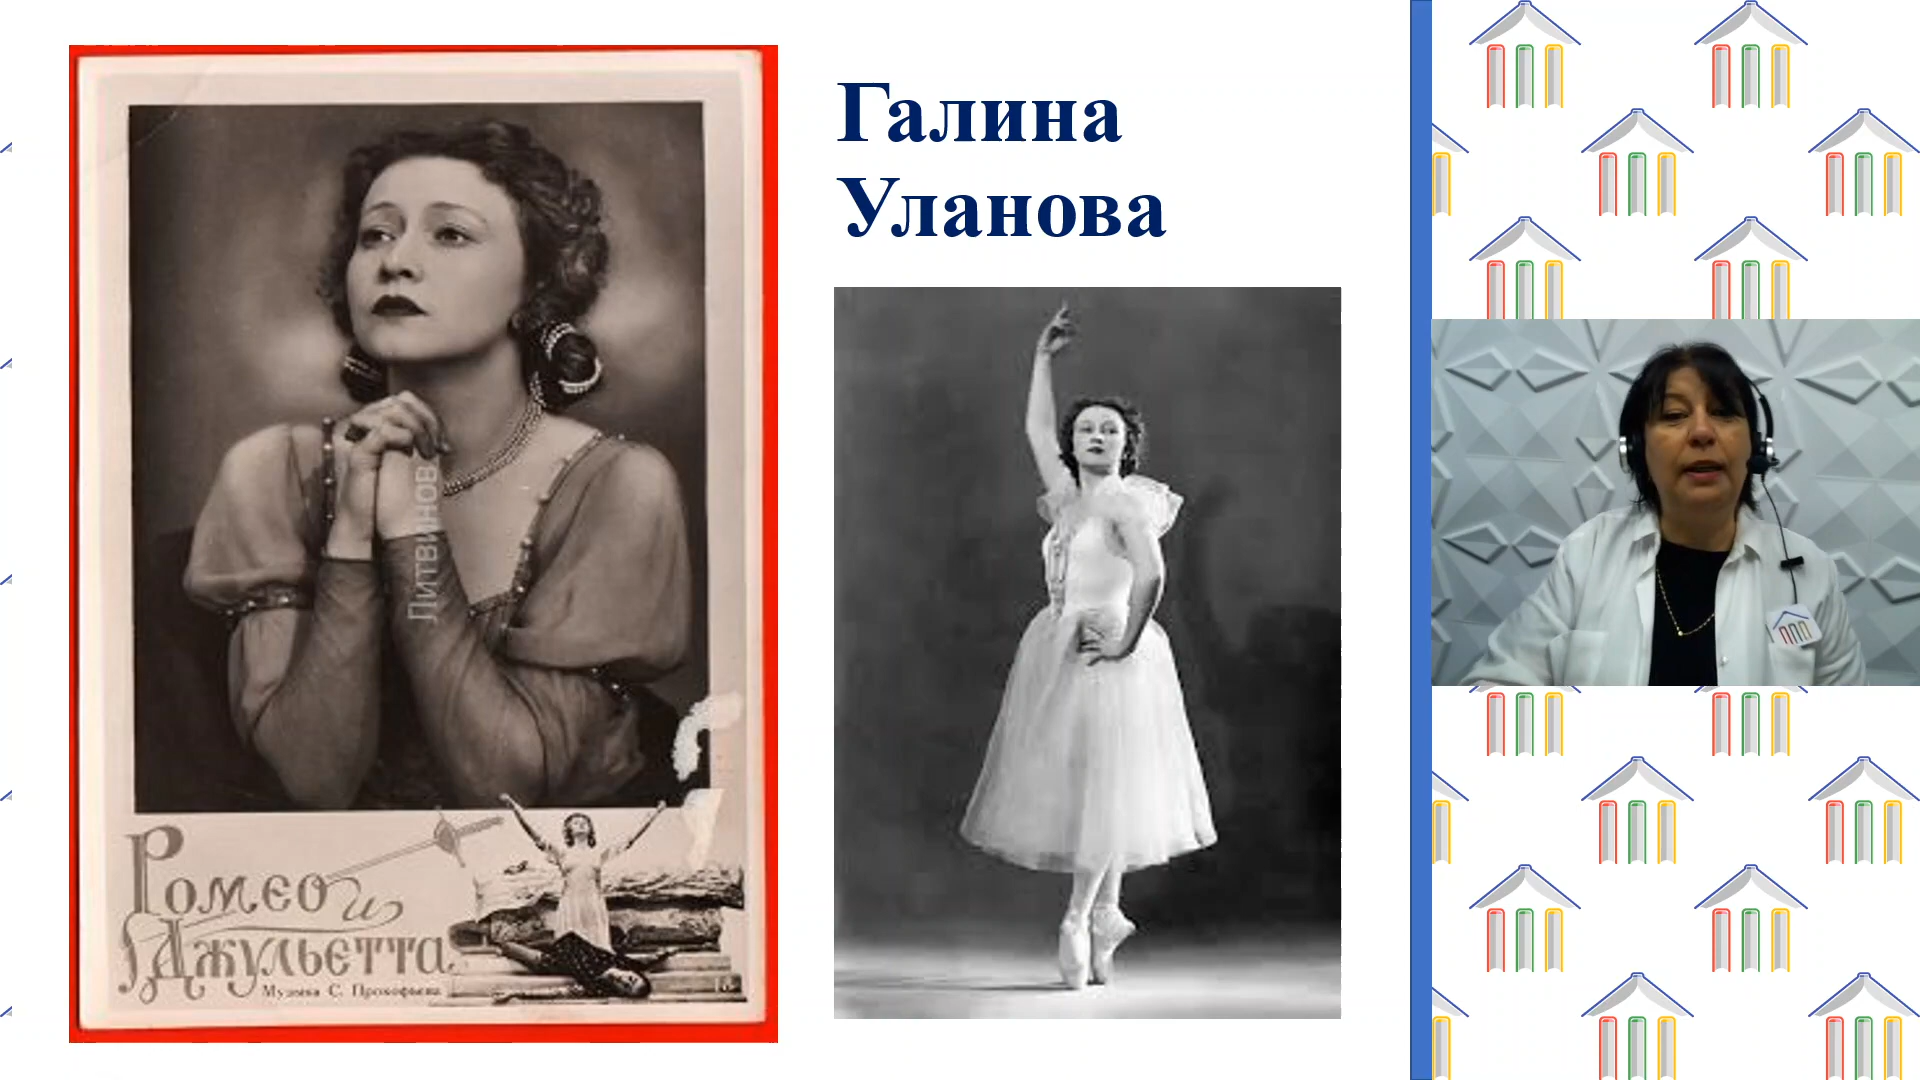 Галина
Уланова
Литвинов
Ромео и
Джульетта
Музыка С. Прокофьева